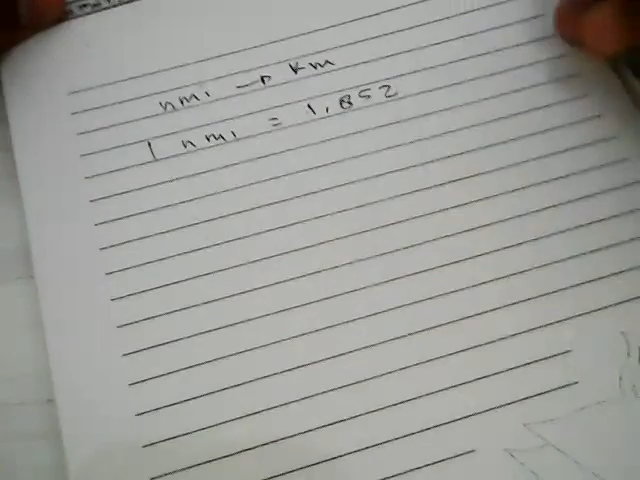 nmi → km
1 nmi = 1,852